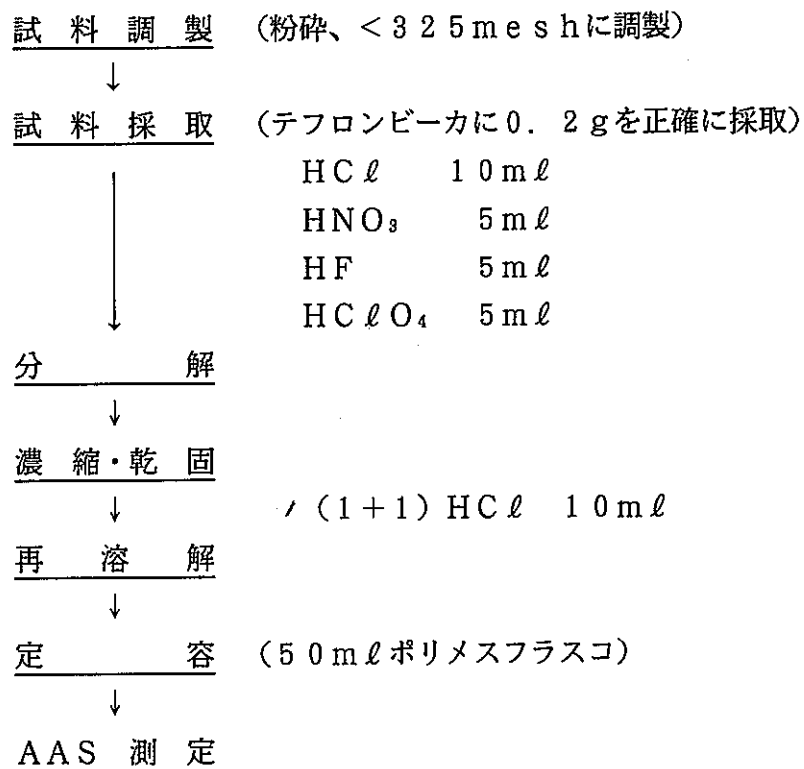 試料調製 (粉砕、<325meshに調製)
↓
試料採取 (テフロンビーカに0.2gを正確に採取)
HCℓ 10mℓ
HNO₃ 5mℓ
HF 5mℓ
HCℓO₄ 5mℓ
↓
分解
↓
濃縮・乾固
↓ (1+1)HCℓ 10mℓ
再溶解
↓
定容 (50mℓポリメスフラスコ)
↓
AAS測定